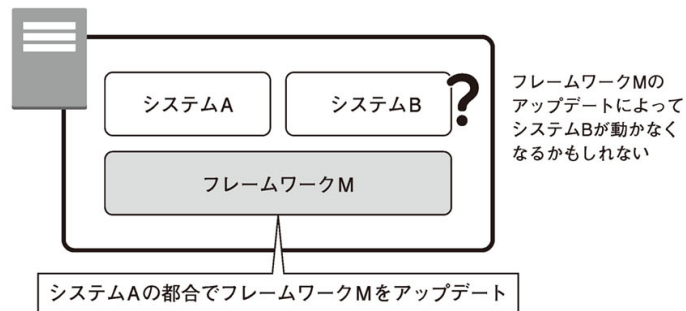 システムA
システムB
?
フレームワークMの
アップデートによって
システムBが動かなく
なるかもしれない
フレームワークM
システムAの都合でフレームワークMをアップデート